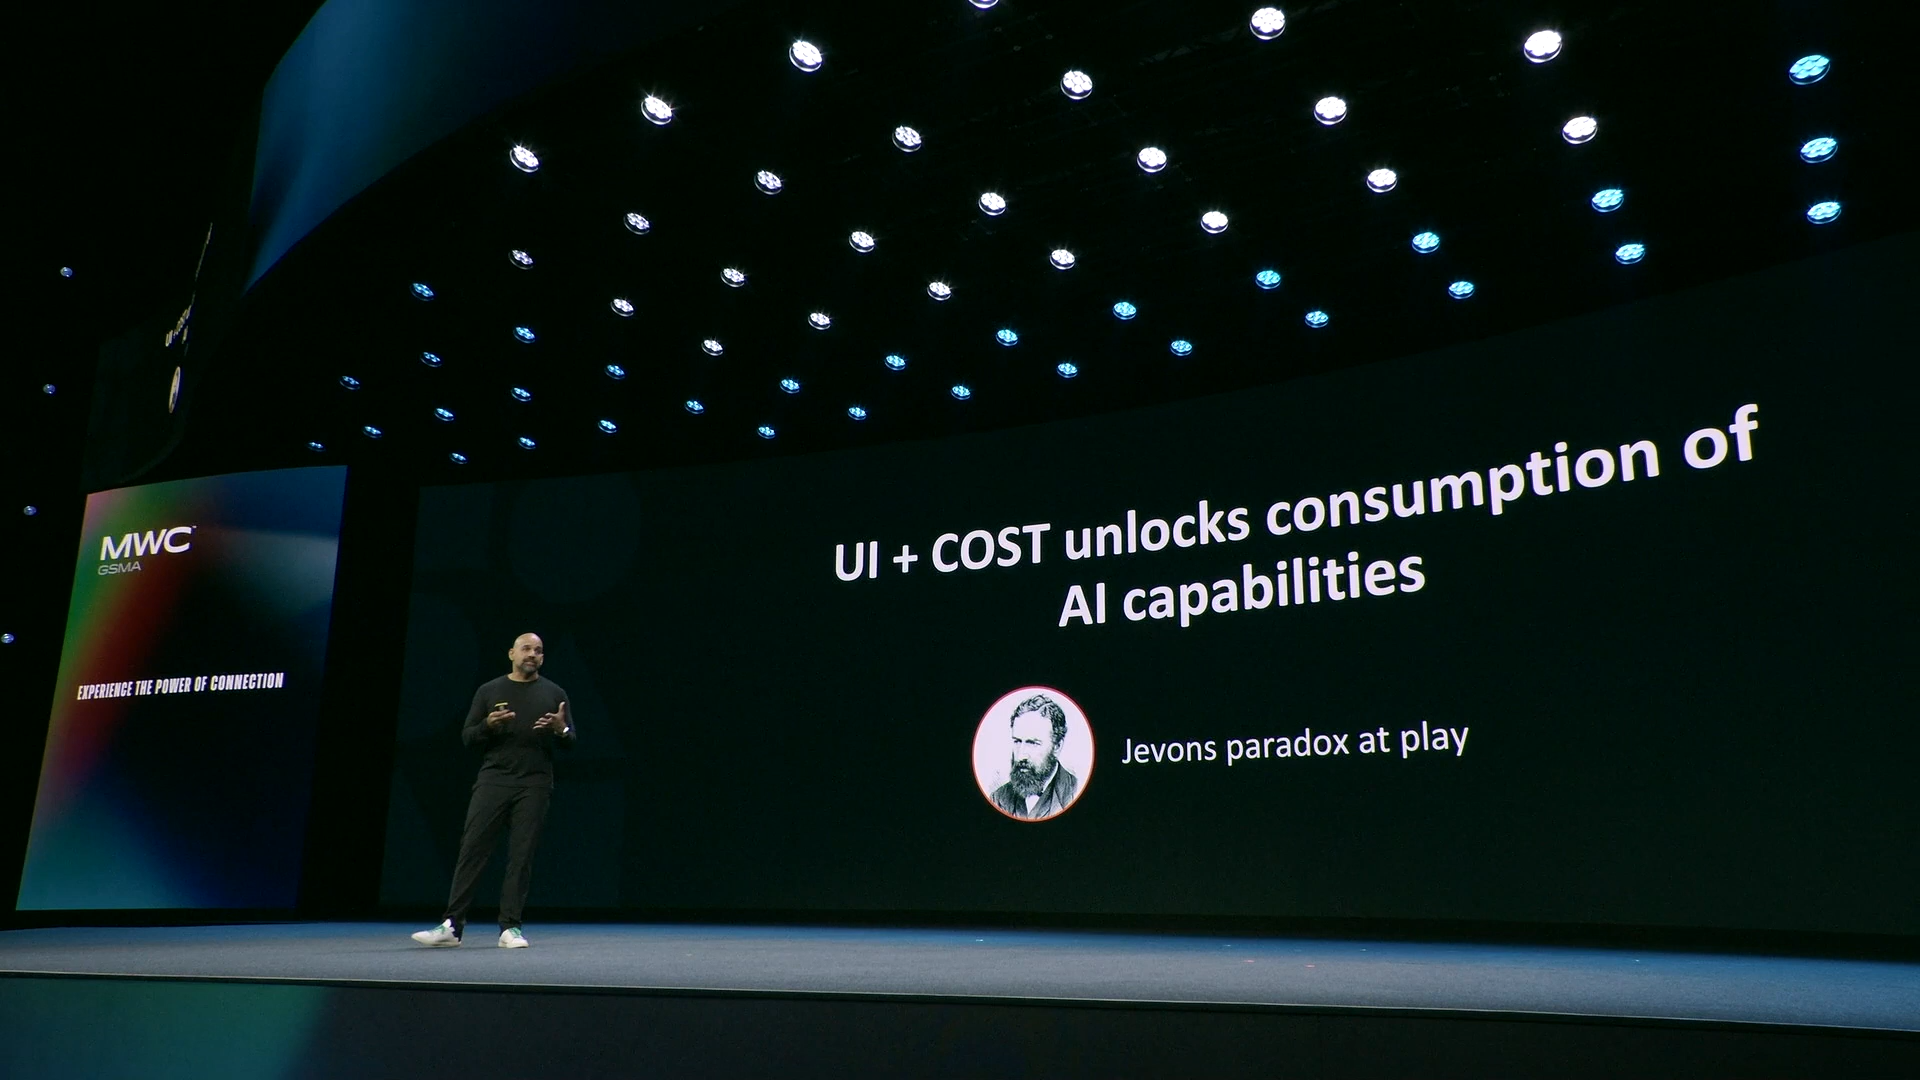 MWC
GSMA
EXPERIENCE THE POWER OF CONNECTION
UI + COST unlocks consumption of
AI capabilities
Jevons paradox at play